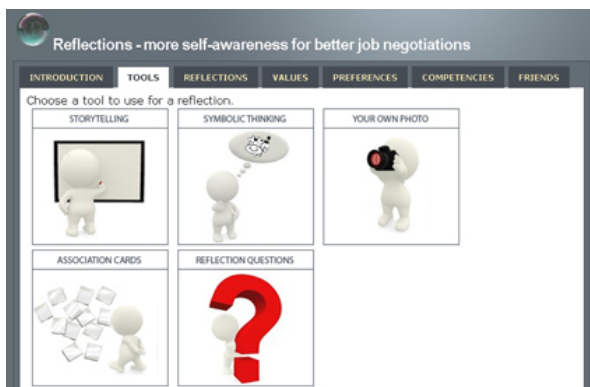 Reflections - more self-awareness for better job negotiations
INTRODUCTION TOOLS REFLECTIONS VALUES PREFERENCES COMPETENCIES FRIENDS
Choose a tool to use for a reflection.
STORYTELLING SYMBOLIC THINKING YOUR OWN PHOTO
ASSOCIATION CARDS REFLECTION QUESTIONS